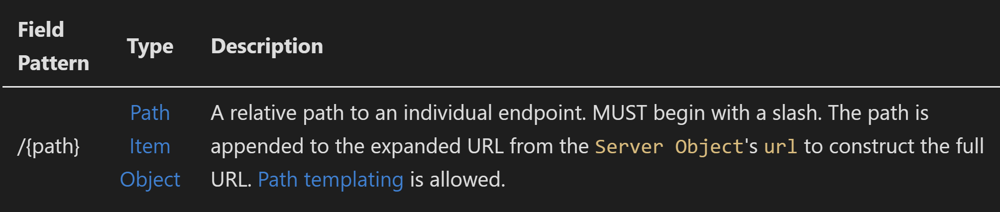 Field
Pattern
Type
Description
/{path}
Path
Item
Object
A relative path to an individual endpoint. MUST begin with a slash. The path is
appended to the expanded URL from the Server Object's url to construct the full
URL. Path templating is allowed.